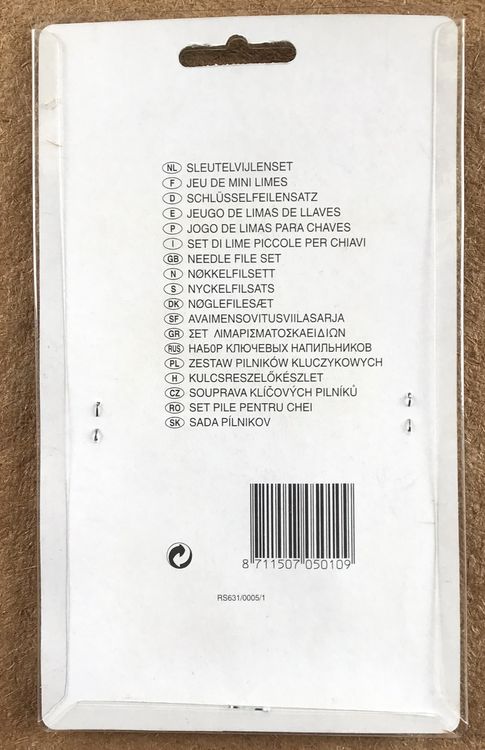 NL SLEUTELVIJLENSET
F JEU DE MINI LIMES
D SCHLÜSSELFEILENSATZ
E JEUGO DE LIMAS DE LLAVES
P JOGO DE LIMAS PARA CHAVES
I SET DI LIME PICCOLE PER CHIAVI
GB NEEDLE FILE SET
N NØKKELFILSETT
S NYCKELFILSATS
DK NØGLEFILESÆT
SF AVAIMENSOVITUSVIILASARJA
GR ΣΕΤ ΛΙΜΑΡΙΣΜΑΤΟΣΚΑΕΙΔΙΩΝ
RUS НАБОР КЛЮЧЕВЫХ НАПИЛЬНИКОВ
PL ZESTAW PILNIKÓW KLUCZYKOWYCH
H KULCSRESZELŐKÉSZLET
CZ SOUPRAVA KLÍČOVÝCH PILNÍKŮ
RO SET PILE PENTRU CHEI
SK SADA PÍLNIKOV
8 711507 050109
RS631/0005/1